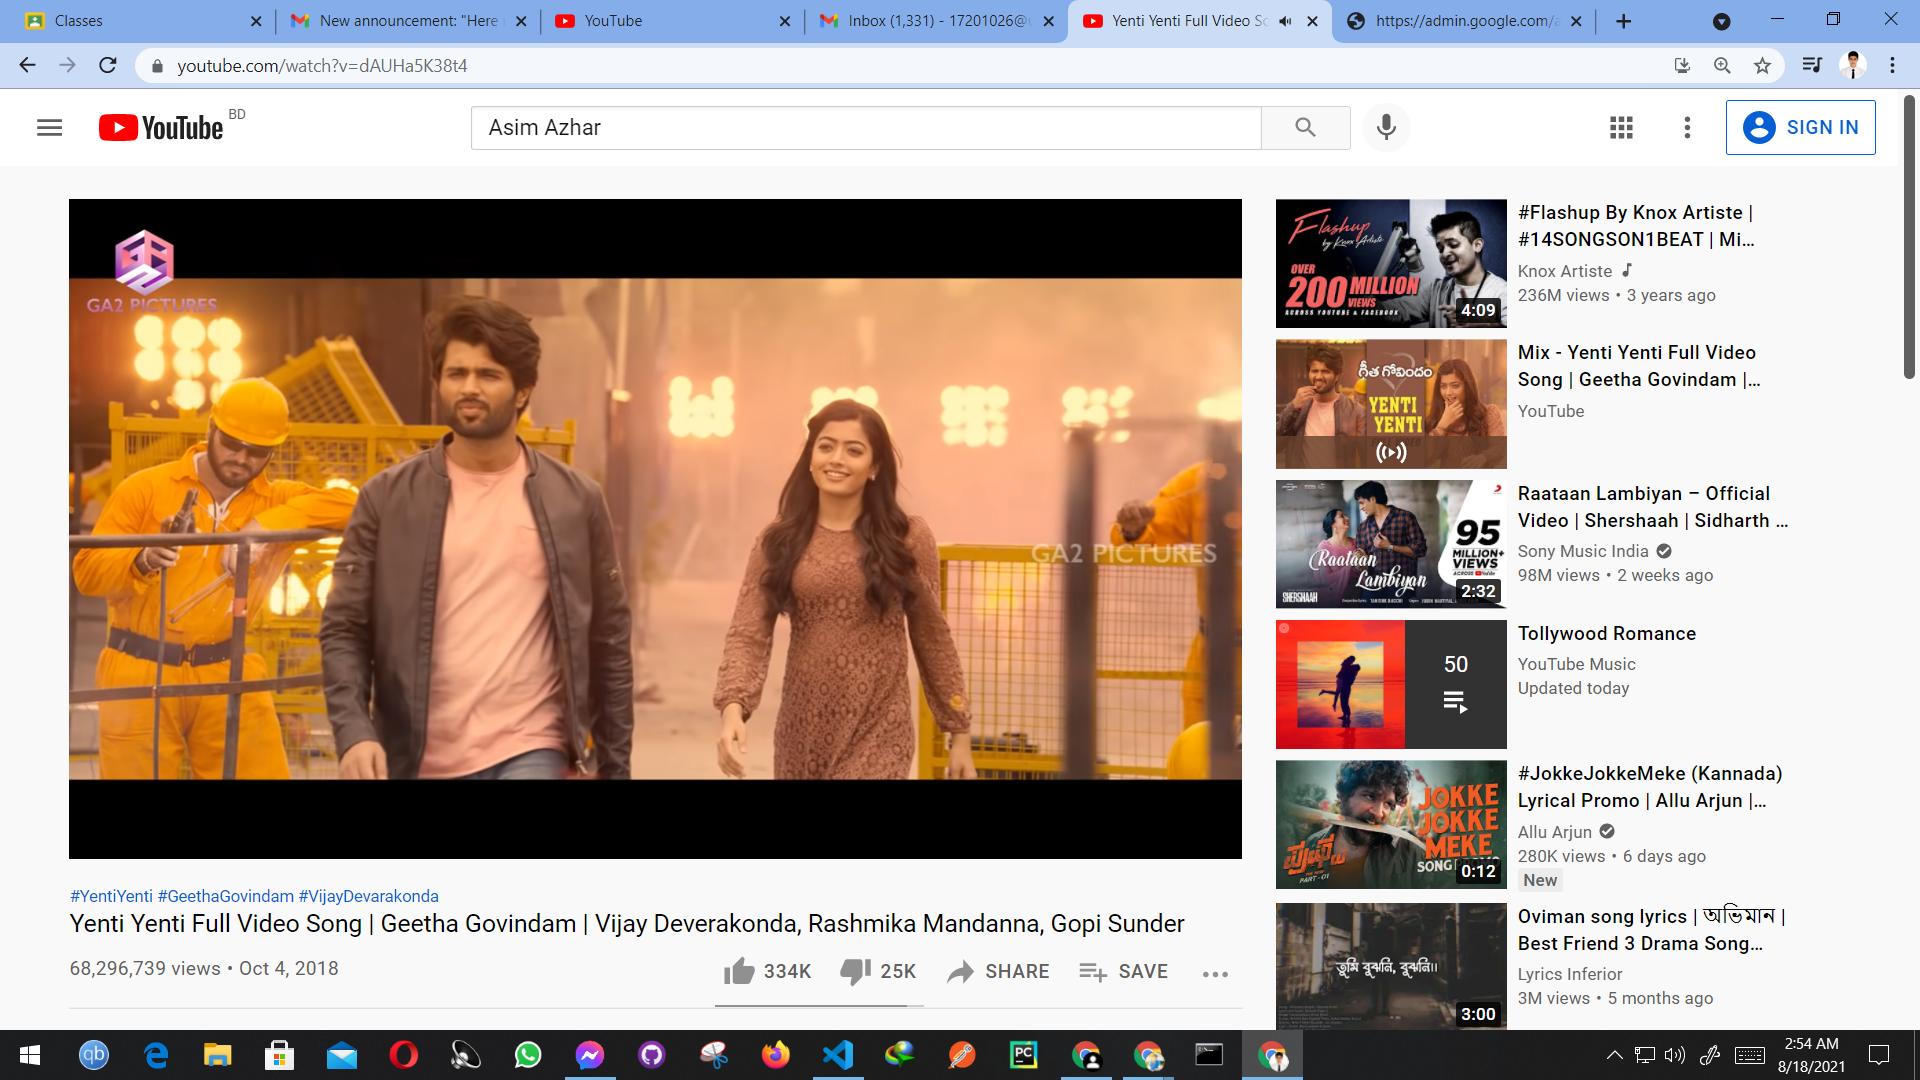 Classes
New announcement: "Here
YouTube
Inbox (1,331) - 17201026@
Yenti Yenti Full Video So
https://admin.google.com/a
youtube.com/watch?v=dAUHa5K38t4
YouTube BD
Asim Azhar
SIGN IN
GA2 PICTURES
GA2 PICTURES
#YentiYenti #GeethaGovindam #VijayDevarakonda
Yenti Yenti Full Video Song | Geetha Govindam | Vijay Deverakonda, Rashmika Mandanna, Gopi Sunder
68,296,739 views • Oct 4, 2018
334K
25K
SHARE
SAVE
Flashup
by Knox Artiste
OVER
200 MILLION
VIEWS
ACROSS YOUTUBE & FACEBOOK
4:09
#Flashup By Knox Artiste |
#14SONGSON1BEAT | Mi...
Knox Artiste
236M views • 3 years ago
గీత గోవిందం
YENTI
YENTI
Mix - Yenti Yenti Full Video
Song | Geetha Govindam |...
YouTube
Raataan
Lambiyan
95
MILLION+
VIEWS
ACROSS YouTube
SHERSHAAH
2:32
Raataan Lambiyan – Official
Video | Shershaah | Sidharth ...
Sony Music India
98M views • 2 weeks ago
50
Tollywood Romance
YouTube Music
Updated today
JOKKE
JOKKE
MEKE
SONG
ಪುಷ್ಪ
PART-01
0:12
#JokkeJokkeMeke (Kannada)
Lyrical Promo | Allu Arjun |...
Allu Arjun
280K views • 6 days ago
New
তুমি বুঝনি, বুঝনি।।
3:00
Oviman song lyrics | অভিমান |
Best Friend 3 Drama Song...
Lyrics Inferior
3M views • 5 months ago
qb
PC
2:54 AM
8/18/2021